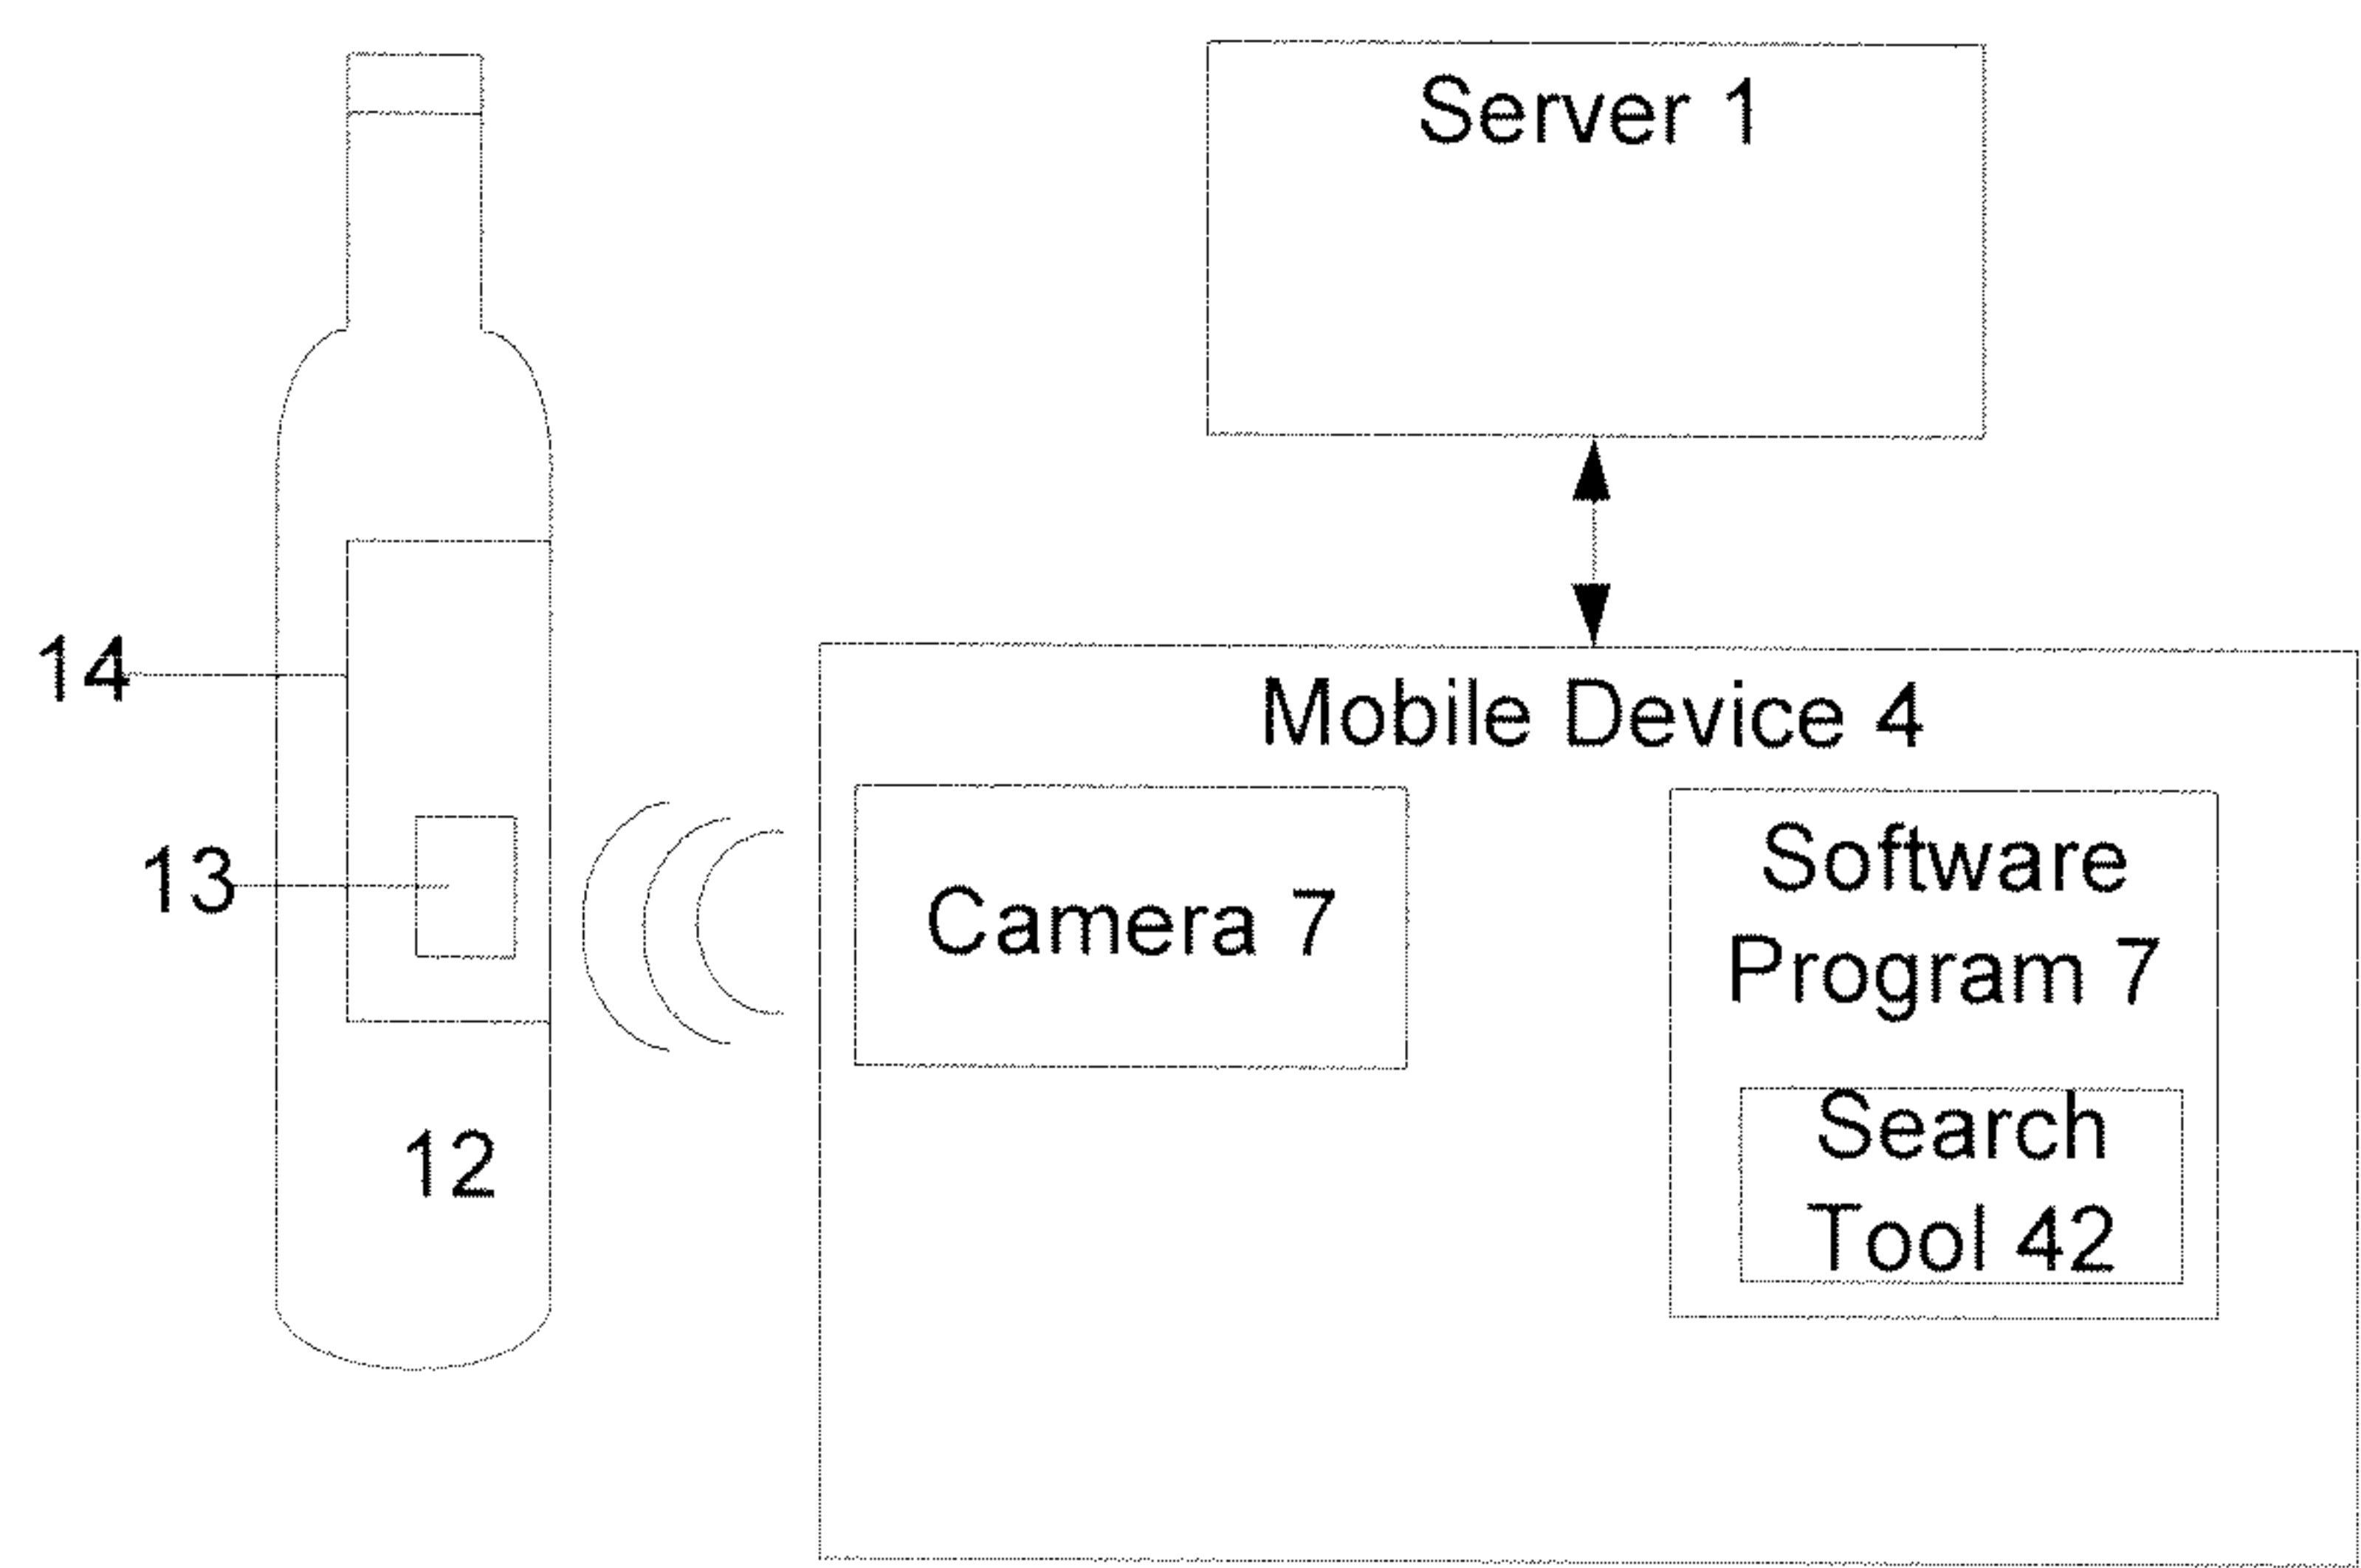 Server 1
14
Mobile Device 4
13
Camera 7
Software
Program 7
Search
Tool 42
12